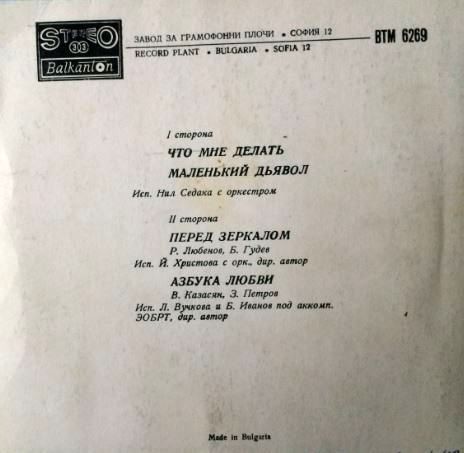 STEREO
33
Balkanton
ЗАВОД ЗА ГРАМОФОННИ ПЛОЧИ • СОФИЯ 12
RECORD PLANT • BULGARIA • SOFIA 12
ВТМ 6269
I сторона
ЧТО МНЕ ДЕЛАТЬ
МАЛЕНЬКИЙ ДЬЯВОЛ
Исп. Нил Седака с оркестром
II сторона
ПЕРЕД ЗЕРКАЛОМ
Р. Любенов, Б. Гудев
Исп. Й. Христова с орк., дир. автор
АЗБУКА ЛЮБВИ
В. Казасян, З. Петров
Исп. Л. Вучкова и Б. Иванов под аккомп.
ЭОБРТ, дир. автор
Made in Bulgaria